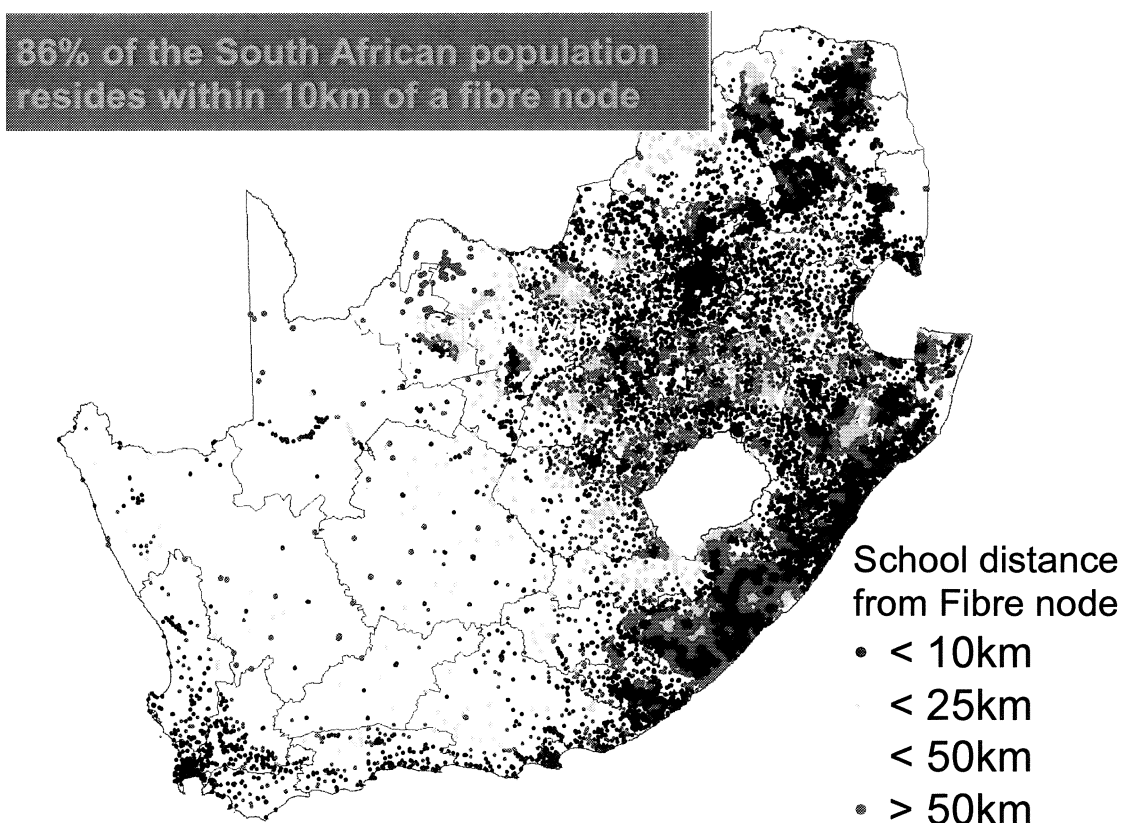 86% of the South African population
resides within 10km of a fibre node
School distance
from Fibre node
< 10km
< 25km
< 50km
> 50km